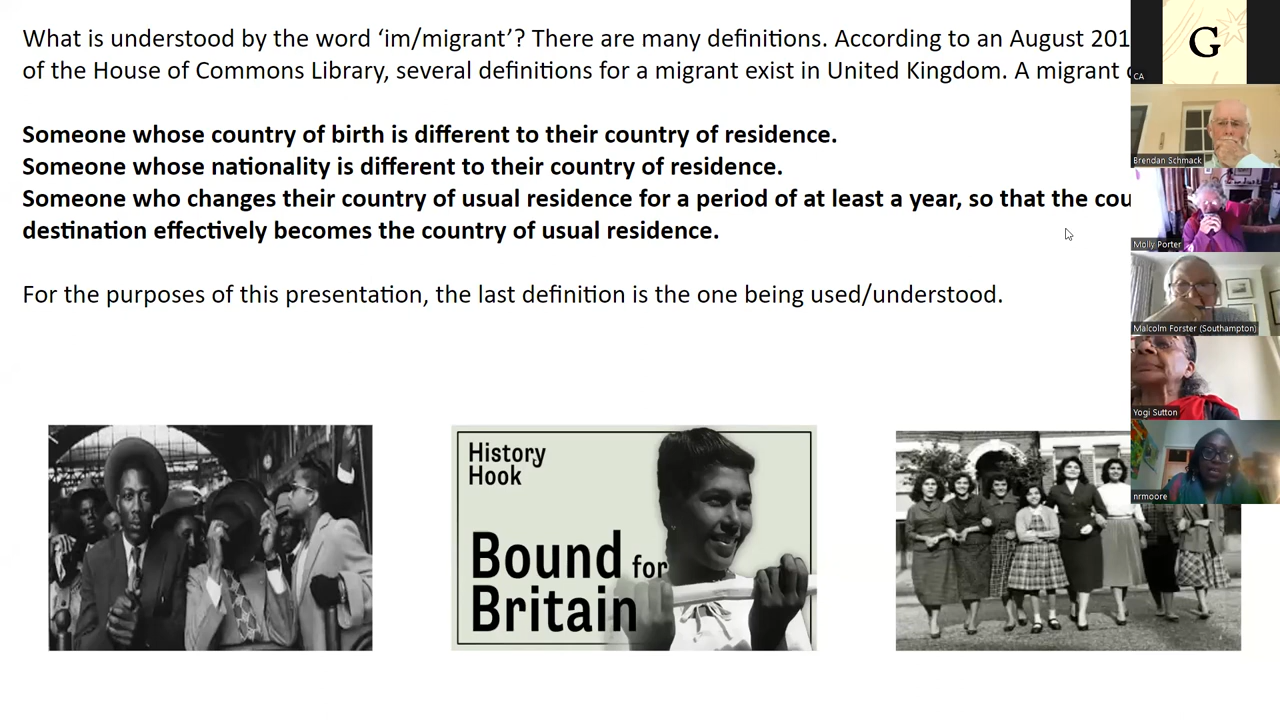 What is understood by the word ‘im/migrant’? There are many definitions. According to an August 201
of the House of Commons Library, several definitions for a migrant exist in United Kingdom. A migrant
Someone whose country of birth is different to their country of residence.
Someone whose nationality is different to their country of residence.
Someone who changes their country of usual residence for a period of at least a year, so that the cou
destination effectively becomes the country of usual residence.
For the purposes of this presentation, the last definition is the one being used/understood.
History
Hook
Bound for
Britain
G
CA
Brendan Schmack
Molly Porter
Malcolm Forster (Southampton)
Yogi Sutton
nrmoore